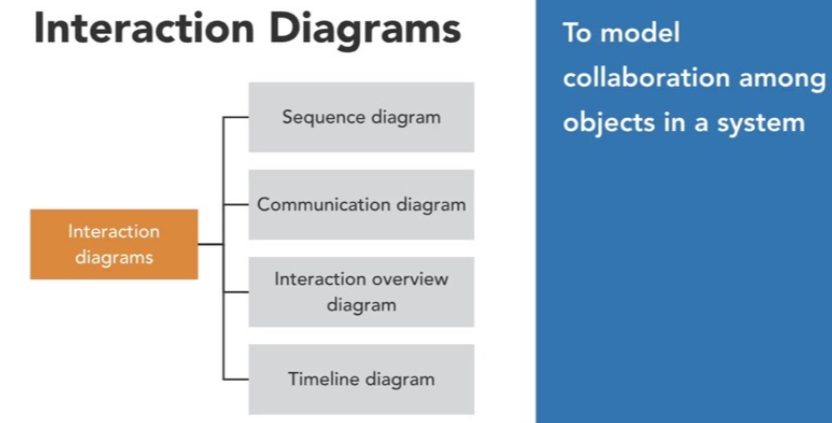 Interaction Diagrams
Interaction
diagrams
Sequence diagram
Communication diagram
Interaction overview
diagram
Timeline diagram
To model
collaboration among
objects in a system